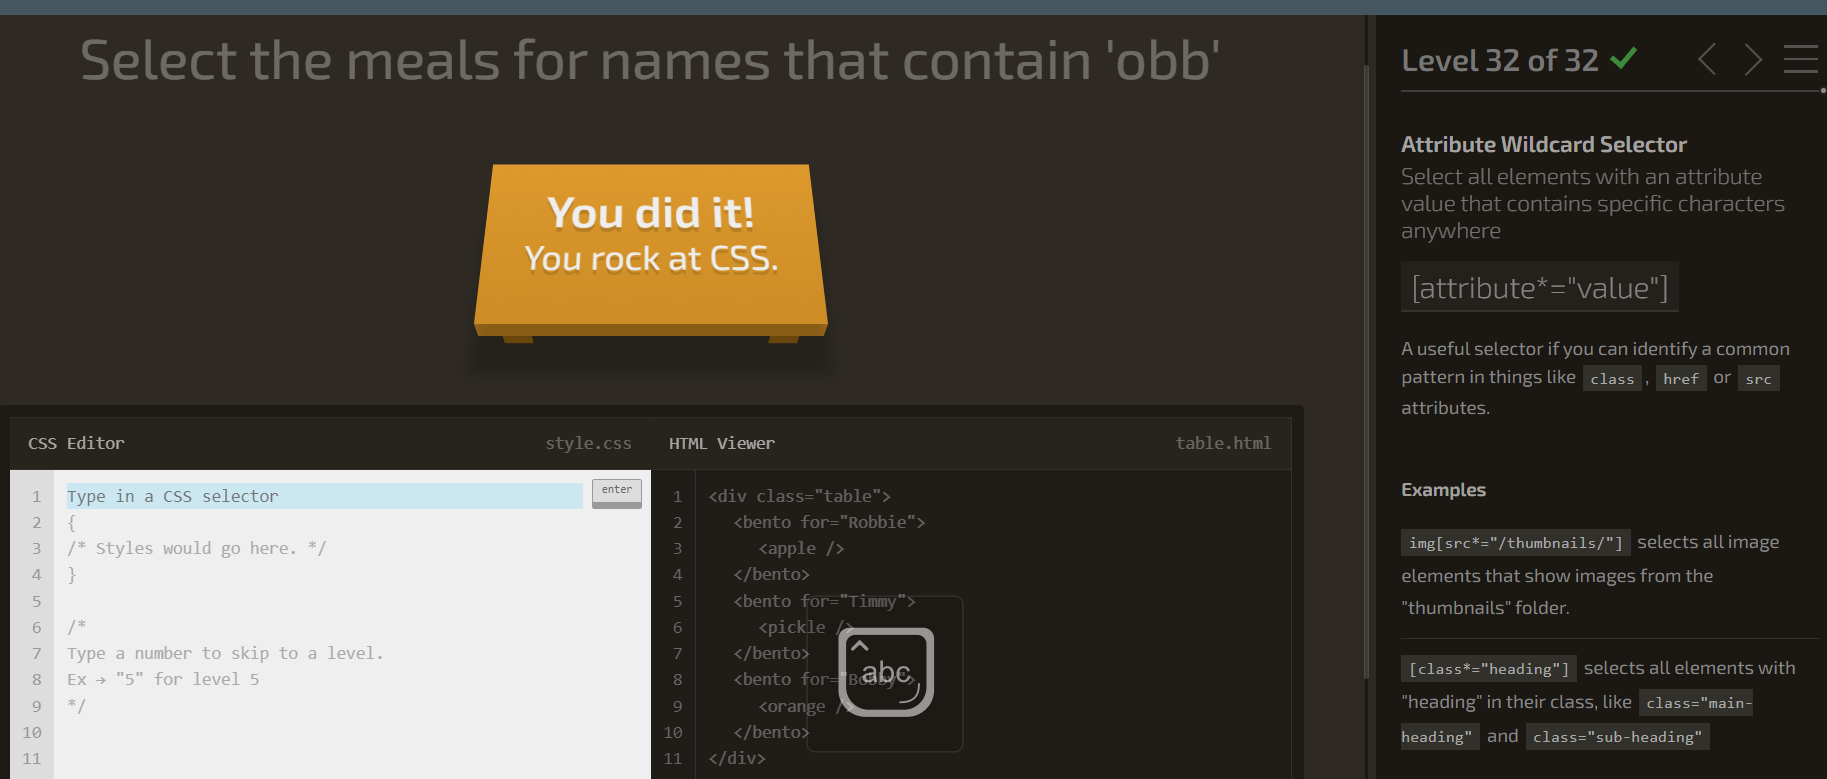 Select the meals for names that contain 'obb'
You did it!
You rock at CSS.
CSS Editor style.css
1 Type in a CSS selector enter
2 {
3 /* Styles would go here. */
4 }
5
6 /*
7 Type a number to skip to a level.
8 Ex → "5" for level 5
9 */
10
11
HTML Viewer table.html
1 <div class="table">
2 <bento for="Robbie">
3 <apple />
4 </bento>
5 <bento for="Timmy">
6 <pickle />
7 </bento>
8 <bento for="Bobby">
9 <orange />
10 </bento>
11 </div>
abc
Level 32 of 32
Attribute Wildcard Selector
Select all elements with an attribute
value that contains specific characters
anywhere
[attribute*="value"]
A useful selector if you can identify a common
pattern in things like class , href or src
attributes.
Examples
img[src*="/thumbnails/"] selects all image
elements that show images from the
"thumbnails" folder.
[class*="heading"] selects all elements with
"heading" in their class, like class="main-
heading" and class="sub-heading"